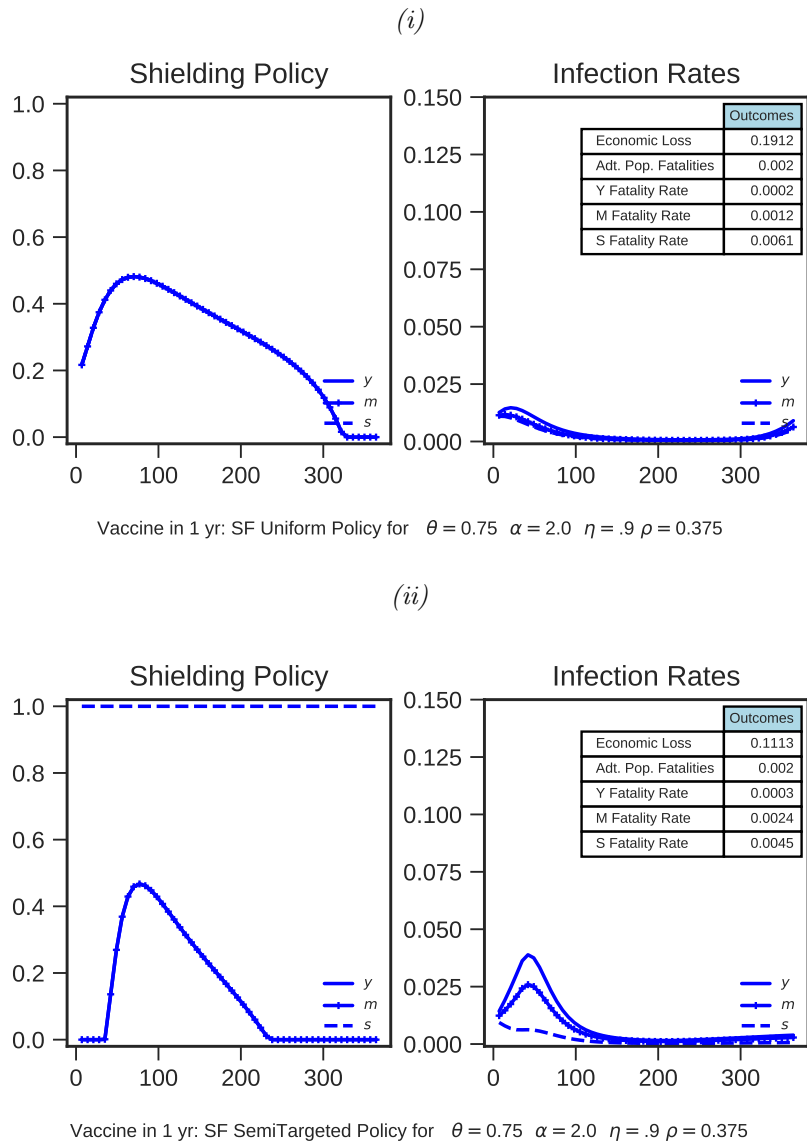 (i)
Shielding Policy
Infection Rates
1.0
0.8
0.6
0.4
0.2
0.0
0 100 200 300
y
m
s
0.150
0.125
0.100
0.075
0.050
0.025
0.000
0 100 200 300
Outcomes
Economic Loss 0.1912
Adt. Pop. Fatalities 0.002
Y Fatality Rate 0.0002
M Fatality Rate 0.0012
S Fatality Rate 0.0061
y
m
s
Vaccine in 1 yr: SF Uniform Policy for θ = 0.75 α = 2.0 η = .9 ρ = 0.375
(ii)
Shielding Policy
Infection Rates
1.0
0.8
0.6
0.4
0.2
0.0
0 100 200 300
y
m
s
0.150
0.125
0.100
0.075
0.050
0.025
0.000
0 100 200 300
Outcomes
Economic Loss 0.1113
Adt. Pop. Fatalities 0.002
Y Fatality Rate 0.0003
M Fatality Rate 0.0024
S Fatality Rate 0.0045
y
m
s
Vaccine in 1 yr: SF SemiTargeted Policy for θ = 0.75 α = 2.0 η = .9 ρ = 0.375